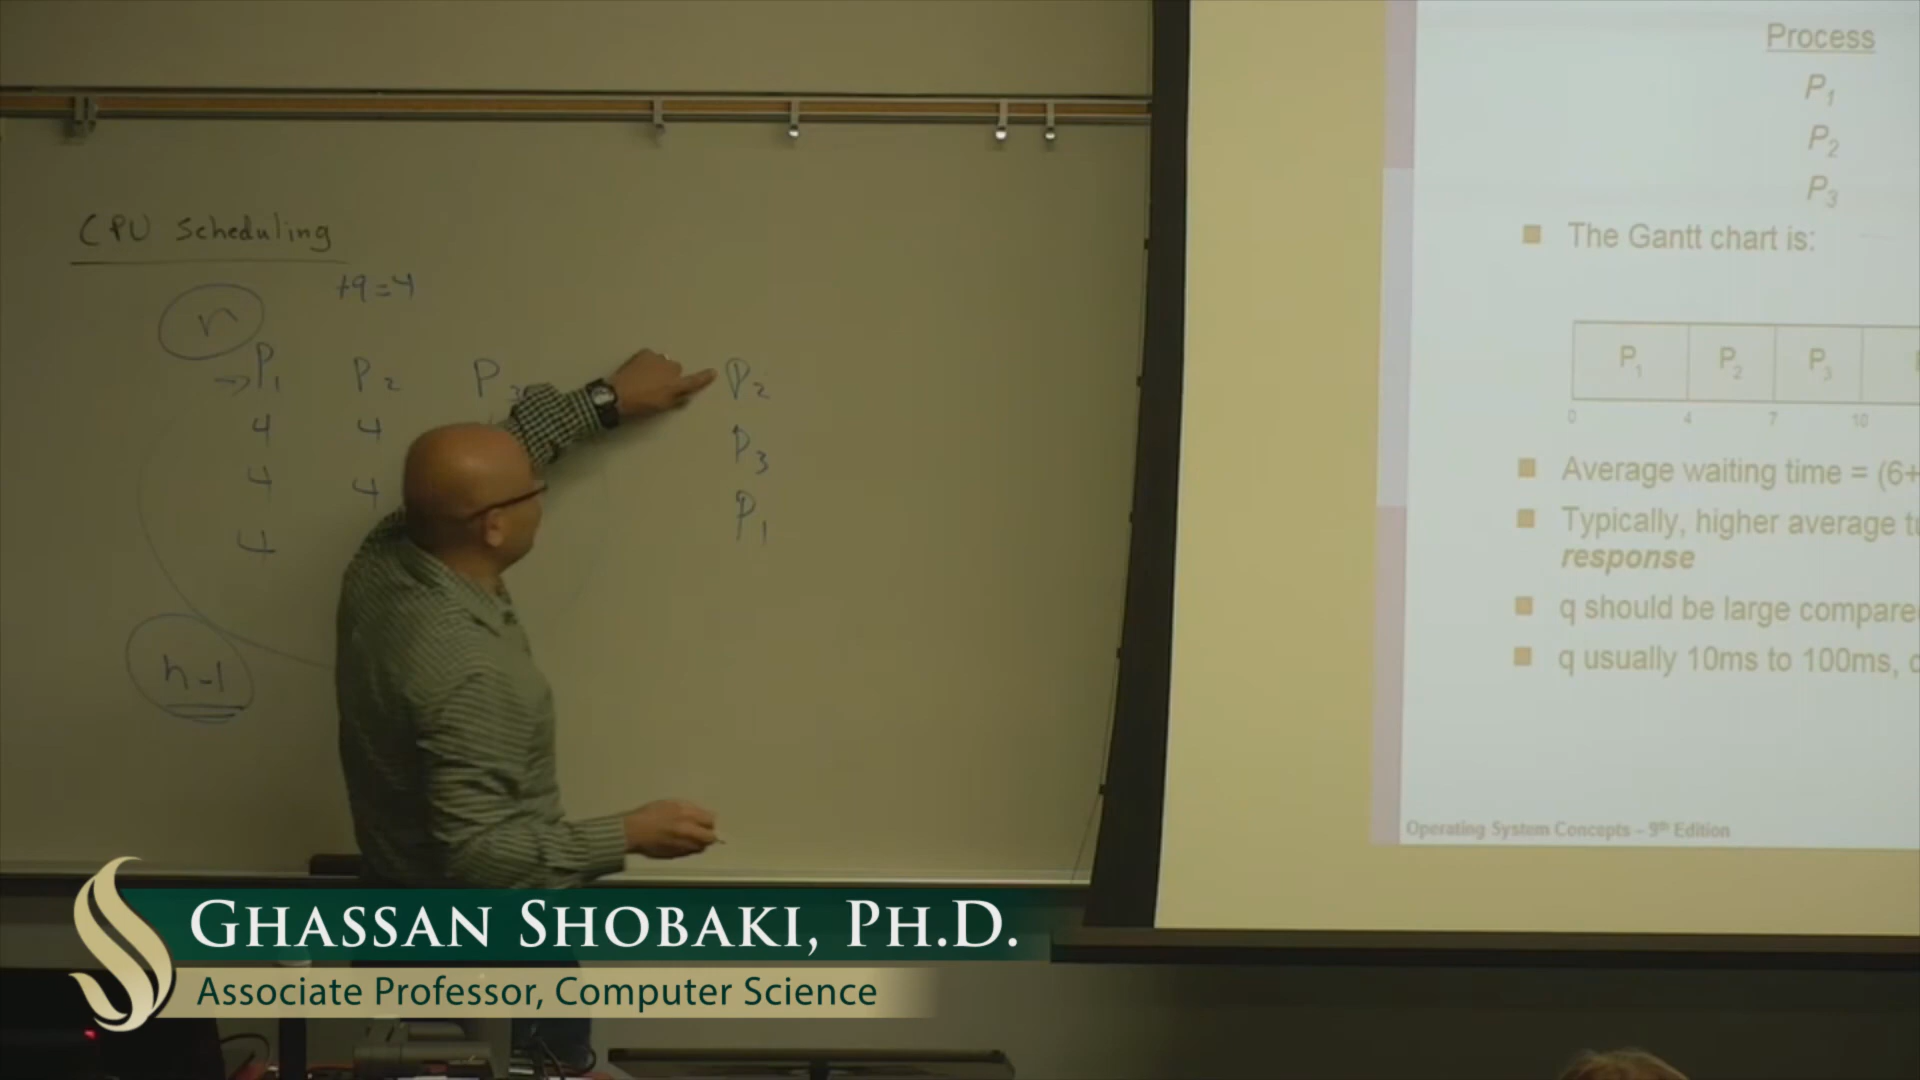 CPU Scheduling
n
+q=4
P1 P2 P3
4 4
4 4
4
n-1
P2
P3
P1
Process
P1
P2
P3
The Gantt chart is:
P1 P2 P3
0 4 7 10
Average waiting time = (6+
Typically, higher average t
response
q should be large compare
q usually 10ms to 100ms, c
Operating System Concepts – 9th Edition
GHASSAN SHOBAKI, PH.D.
Associate Professor, Computer Science